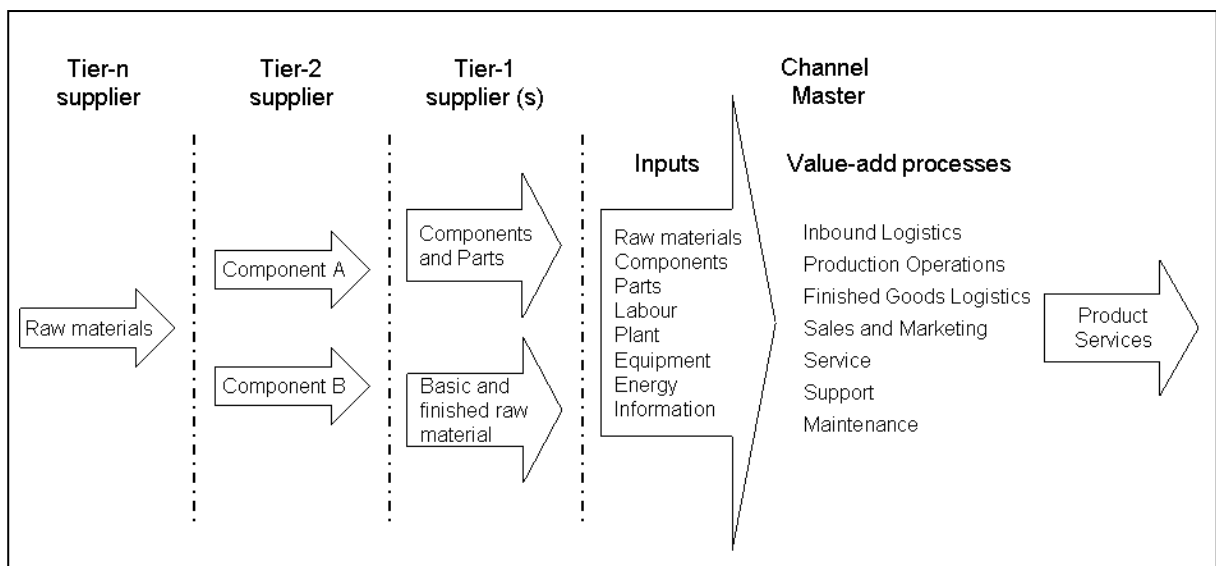 Tier-n
supplier
Tier-2
supplier
Tier-1
supplier (s)
Channel
Master
Inputs
Value-add processes
Raw materials
Component A
Component B
Components
and Parts
Basic and
finished raw
material
Raw materials
Components
Parts
Labour
Plant
Equipment
Energy
Information
Inbound Logistics
Production Operations
Finished Goods Logistics
Sales and Marketing
Service
Support
Maintenance
Product
Services